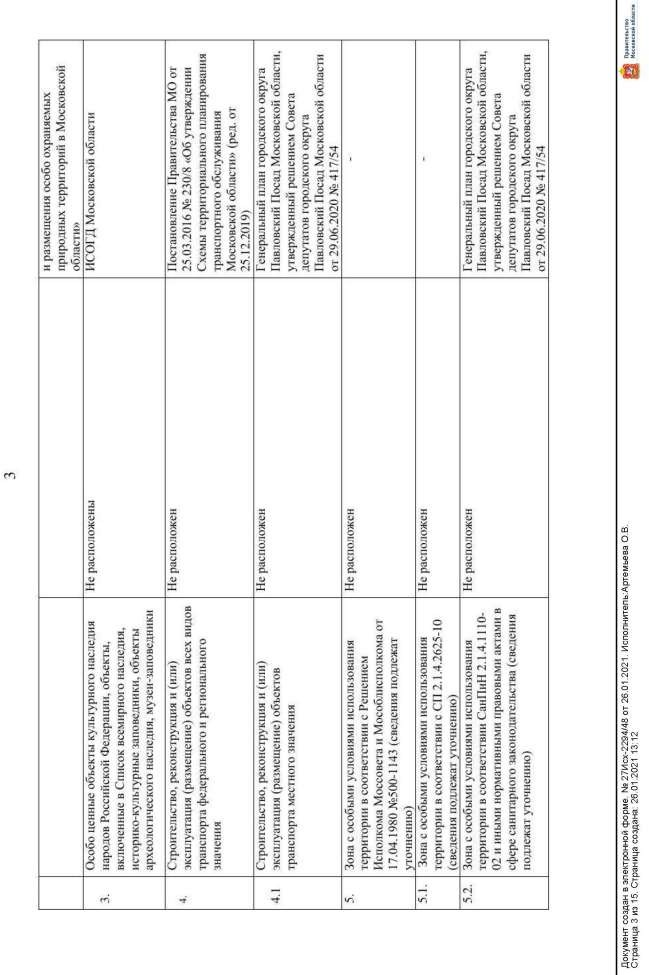 3
и размещения особо охраняемых
природных территорий в Московской
области»
3.
Особо ценные объекты культурного наследия
народов Российской Федерации, объекты,
включенные в Список всемирного наследия,
историко-культурные заповедники, объекты
археологического наследия, музеи-заповедники
Не расположены
ИСОГД Московской области
4.
Строительство, реконструкция и (или)
эксплуатация (размещение) объектов всех видов
транспорта федерального и регионального
значения
Не расположен
Постановление Правительства МО от
25.03.2016 № 230/8 «Об утверждении
Схемы территориального планирования
транспортного обслуживания
Московской области» (ред. от
25.12.2019)
4.1
Строительство, реконструкция и (или)
эксплуатация (размещение) объектов
транспорта местного значения
Не расположен
Генеральный план городского округа
Павловский Посад Московской области,
утвержденный решением Совета
депутатов городского округа
Павловский Посад Московской области
от 29.06.2020 № 417/54
5.
Зона с особыми условиями использования
территории в соответствии с Решением
Исполкома Моссовета и Мособлисполкома от
17.04.1980 №500-1143 (сведения подлежат
уточнению)
Не расположен
-
5.1.
Зона с особыми условиями использования
территории в соответствии с СП 2.1.4.2625-10
(сведения подлежат уточнению)
Не расположен
-
5.2.
Зона с особыми условиями использования
территории в соответствии СанПиН 2.1.4.1110-
02 и иными нормативными правовыми актами в
сфере санитарного законодательства (сведения
подлежат уточнению)
Не расположен
Генеральный план городского округа
Павловский Посад Московской области,
утвержденный решением Совета
депутатов городского округа
Павловский Посад Московской области
от 29.06.2020 № 417/54
Документ создан в электронной форме. № 27Исх-2294/48 от 26.01.2021. Исполнитель:Артемьева О.В.
Страница 3 из 15. Страница создана: 26.01.2021 13:12
Правительство
Московской области